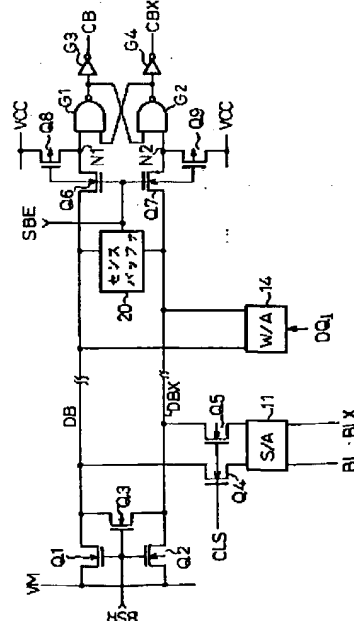 VCC
Q8
G3
CB
G1
N1
Q6
SBE
センス
バッファ
20
Q7
N2
G4
CBX
G2
Q9
VCC
DB
DBX
W/A
14
DQ1
VM
Q1
Q3
Q2
CLS
Q4
Q5
S/A
11
BL
BLX